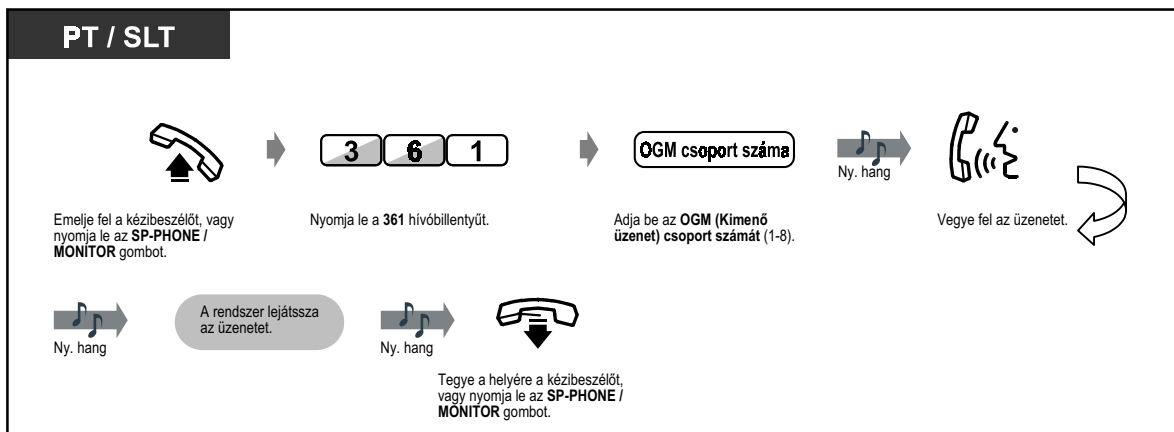 PT / SLT
3 6 1
OGM csoport száma
Ny. hang
Emelje fel a kézibeszélőt, vagy
nyomja le az SP-PHONE /
MONITOR gombot.
Nyomja le a 361 hívóbillentyűt.
Adja be az OGM (Kimenő
üzenet) csoport számát (1-8).
Vegye fel az üzenetet.
Ny. hang
A rendszer lejátssza
az üzenetet.
Ny. hang
Tegye a helyére a kézibeszélőt,
vagy nyomja le az SP-PHONE /
MONITOR gombot.